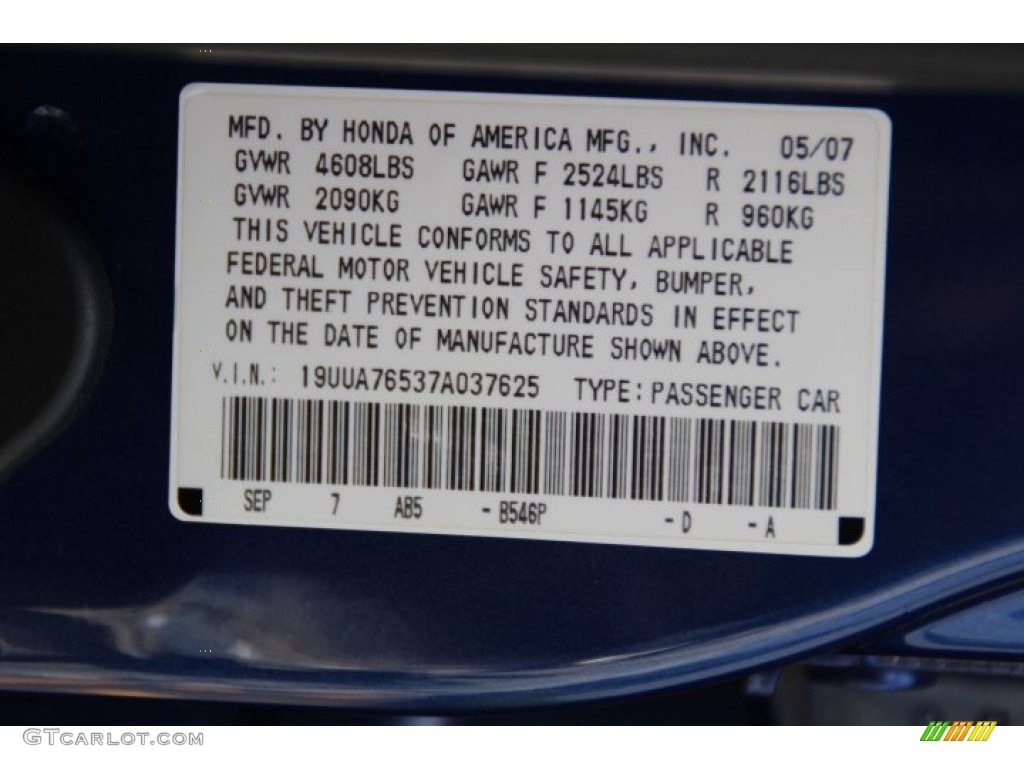 MFD. BY HONDA OF AMERICA MFG., INC. 05/07
GVWR 4608LBS GAWR F 2524LBS R 2116LBS
GVWR 2090KG GAWR F 1145KG R 960KG
THIS VEHICLE CONFORMS TO ALL APPLICABLE
FEDERAL MOTOR VEHICLE SAFETY, BUMPER,
AND THEFT PREVENTION STANDARDS IN EFFECT
ON THE DATE OF MANUFACTURE SHOWN ABOVE.
V.I.N.: 19UUA76537A037625 TYPE: PASSENGER CAR
SEP 7 AB5 - B546P - D - A
GTCARLOT.COM